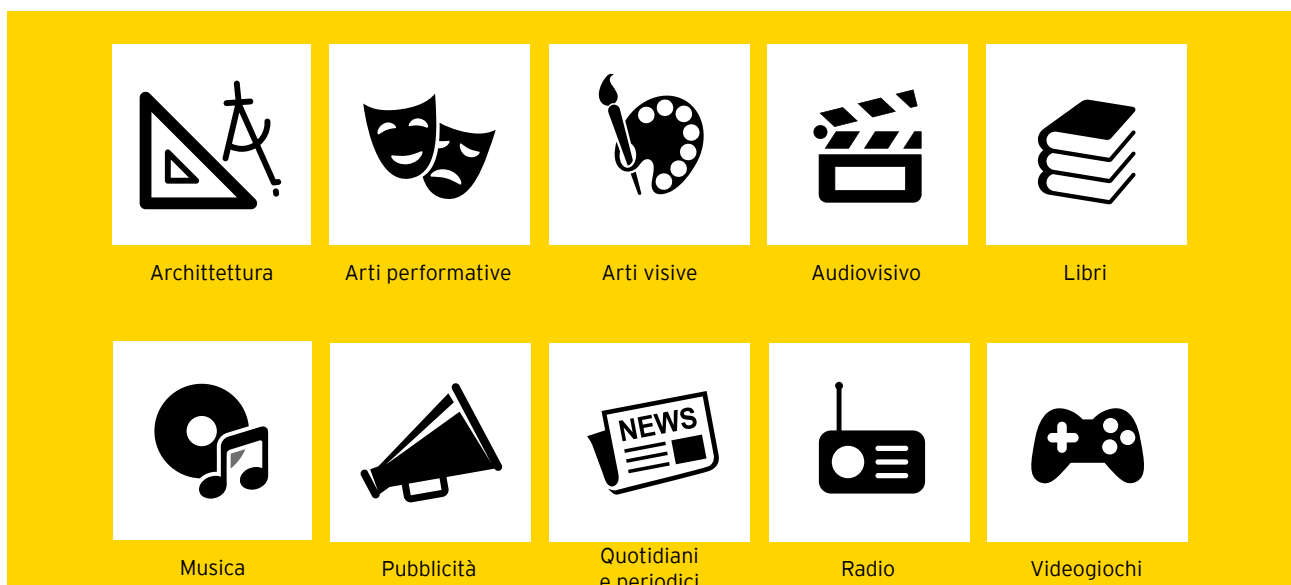 Archittettura
Arti performative
Arti visive
Audiovisivo
Libri
NEWS
Musica
Pubblicità
Quotidiani
e periodici
Radio
Videogiochi